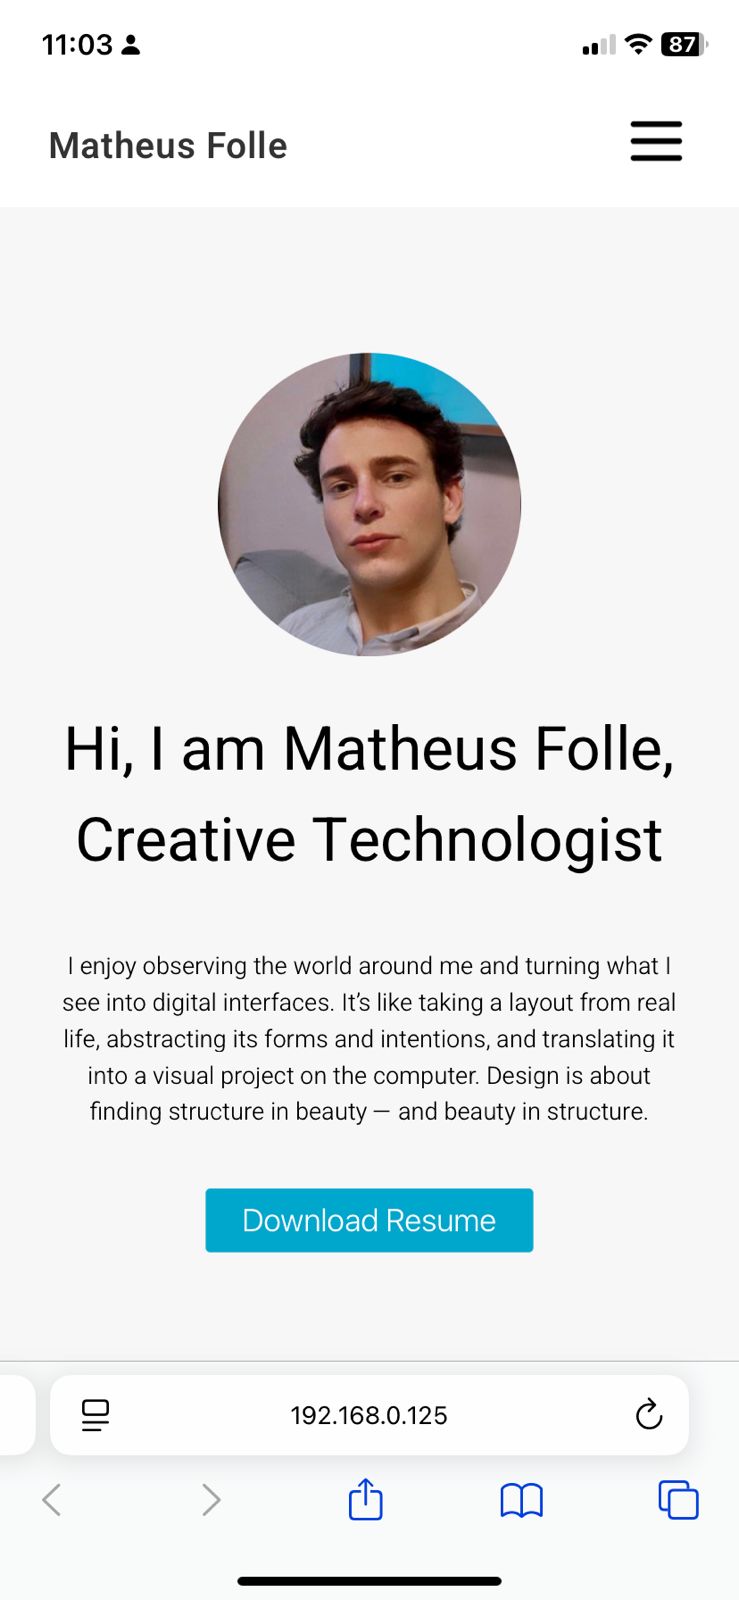 11:03
87
Matheus Folle
Hi, I am Matheus Folle,
Creative Technologist
I enjoy observing the world around me and turning what I
see into digital interfaces. It’s like taking a layout from real
life, abstracting its forms and intentions, and translating it
into a visual project on the computer. Design is about
finding structure in beauty — and beauty in structure.
Download Resume
192.168.0.125